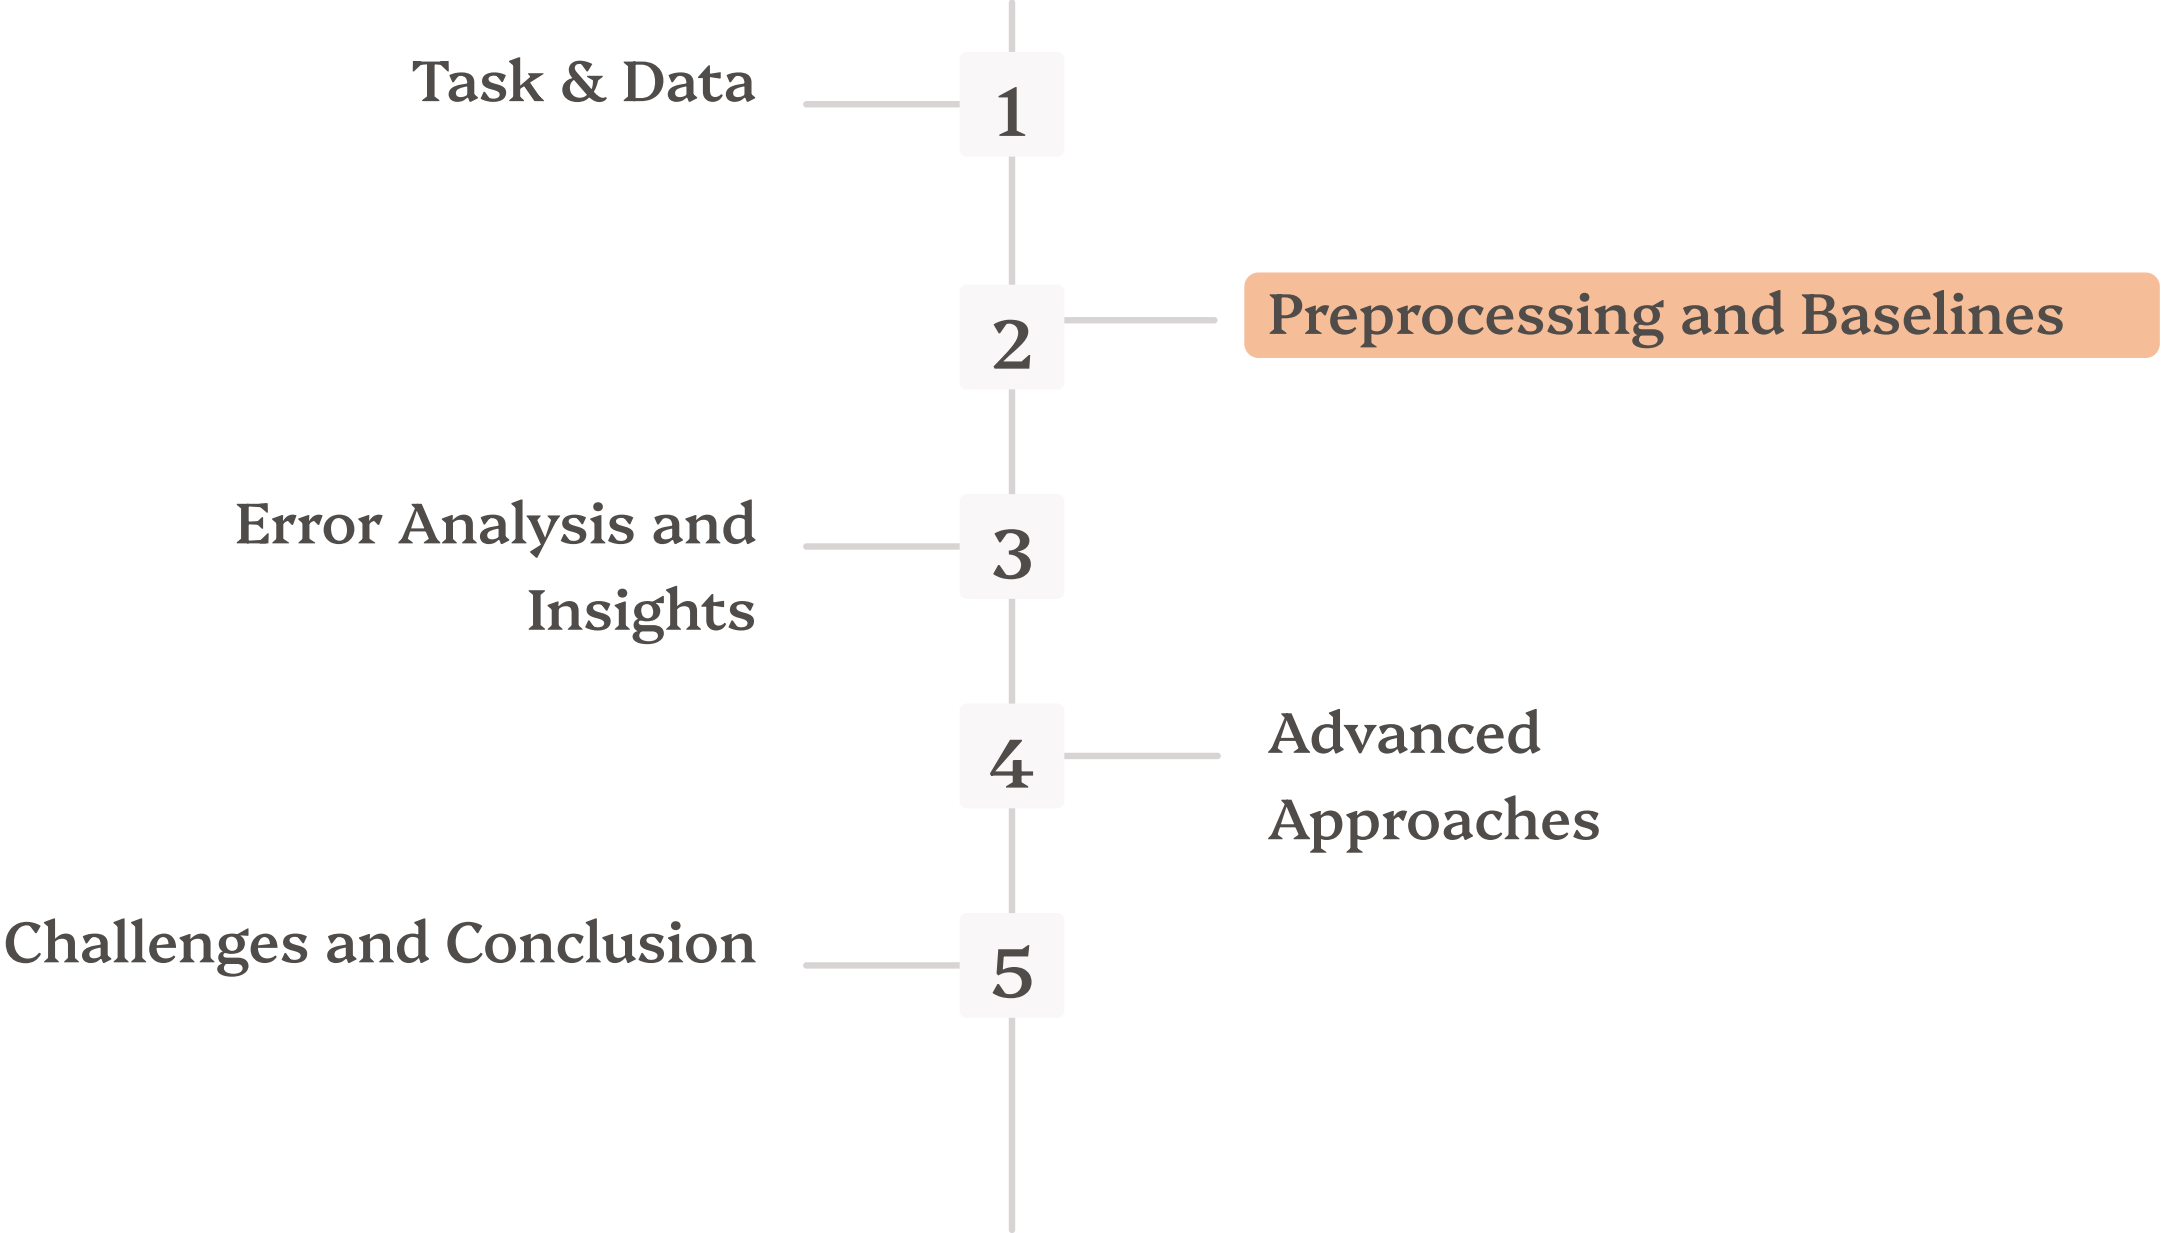 Task & Data
1
2
Preprocessing and Baselines
Error Analysis and
Insights
3
4
Advanced
Approaches
Challenges and Conclusion
5